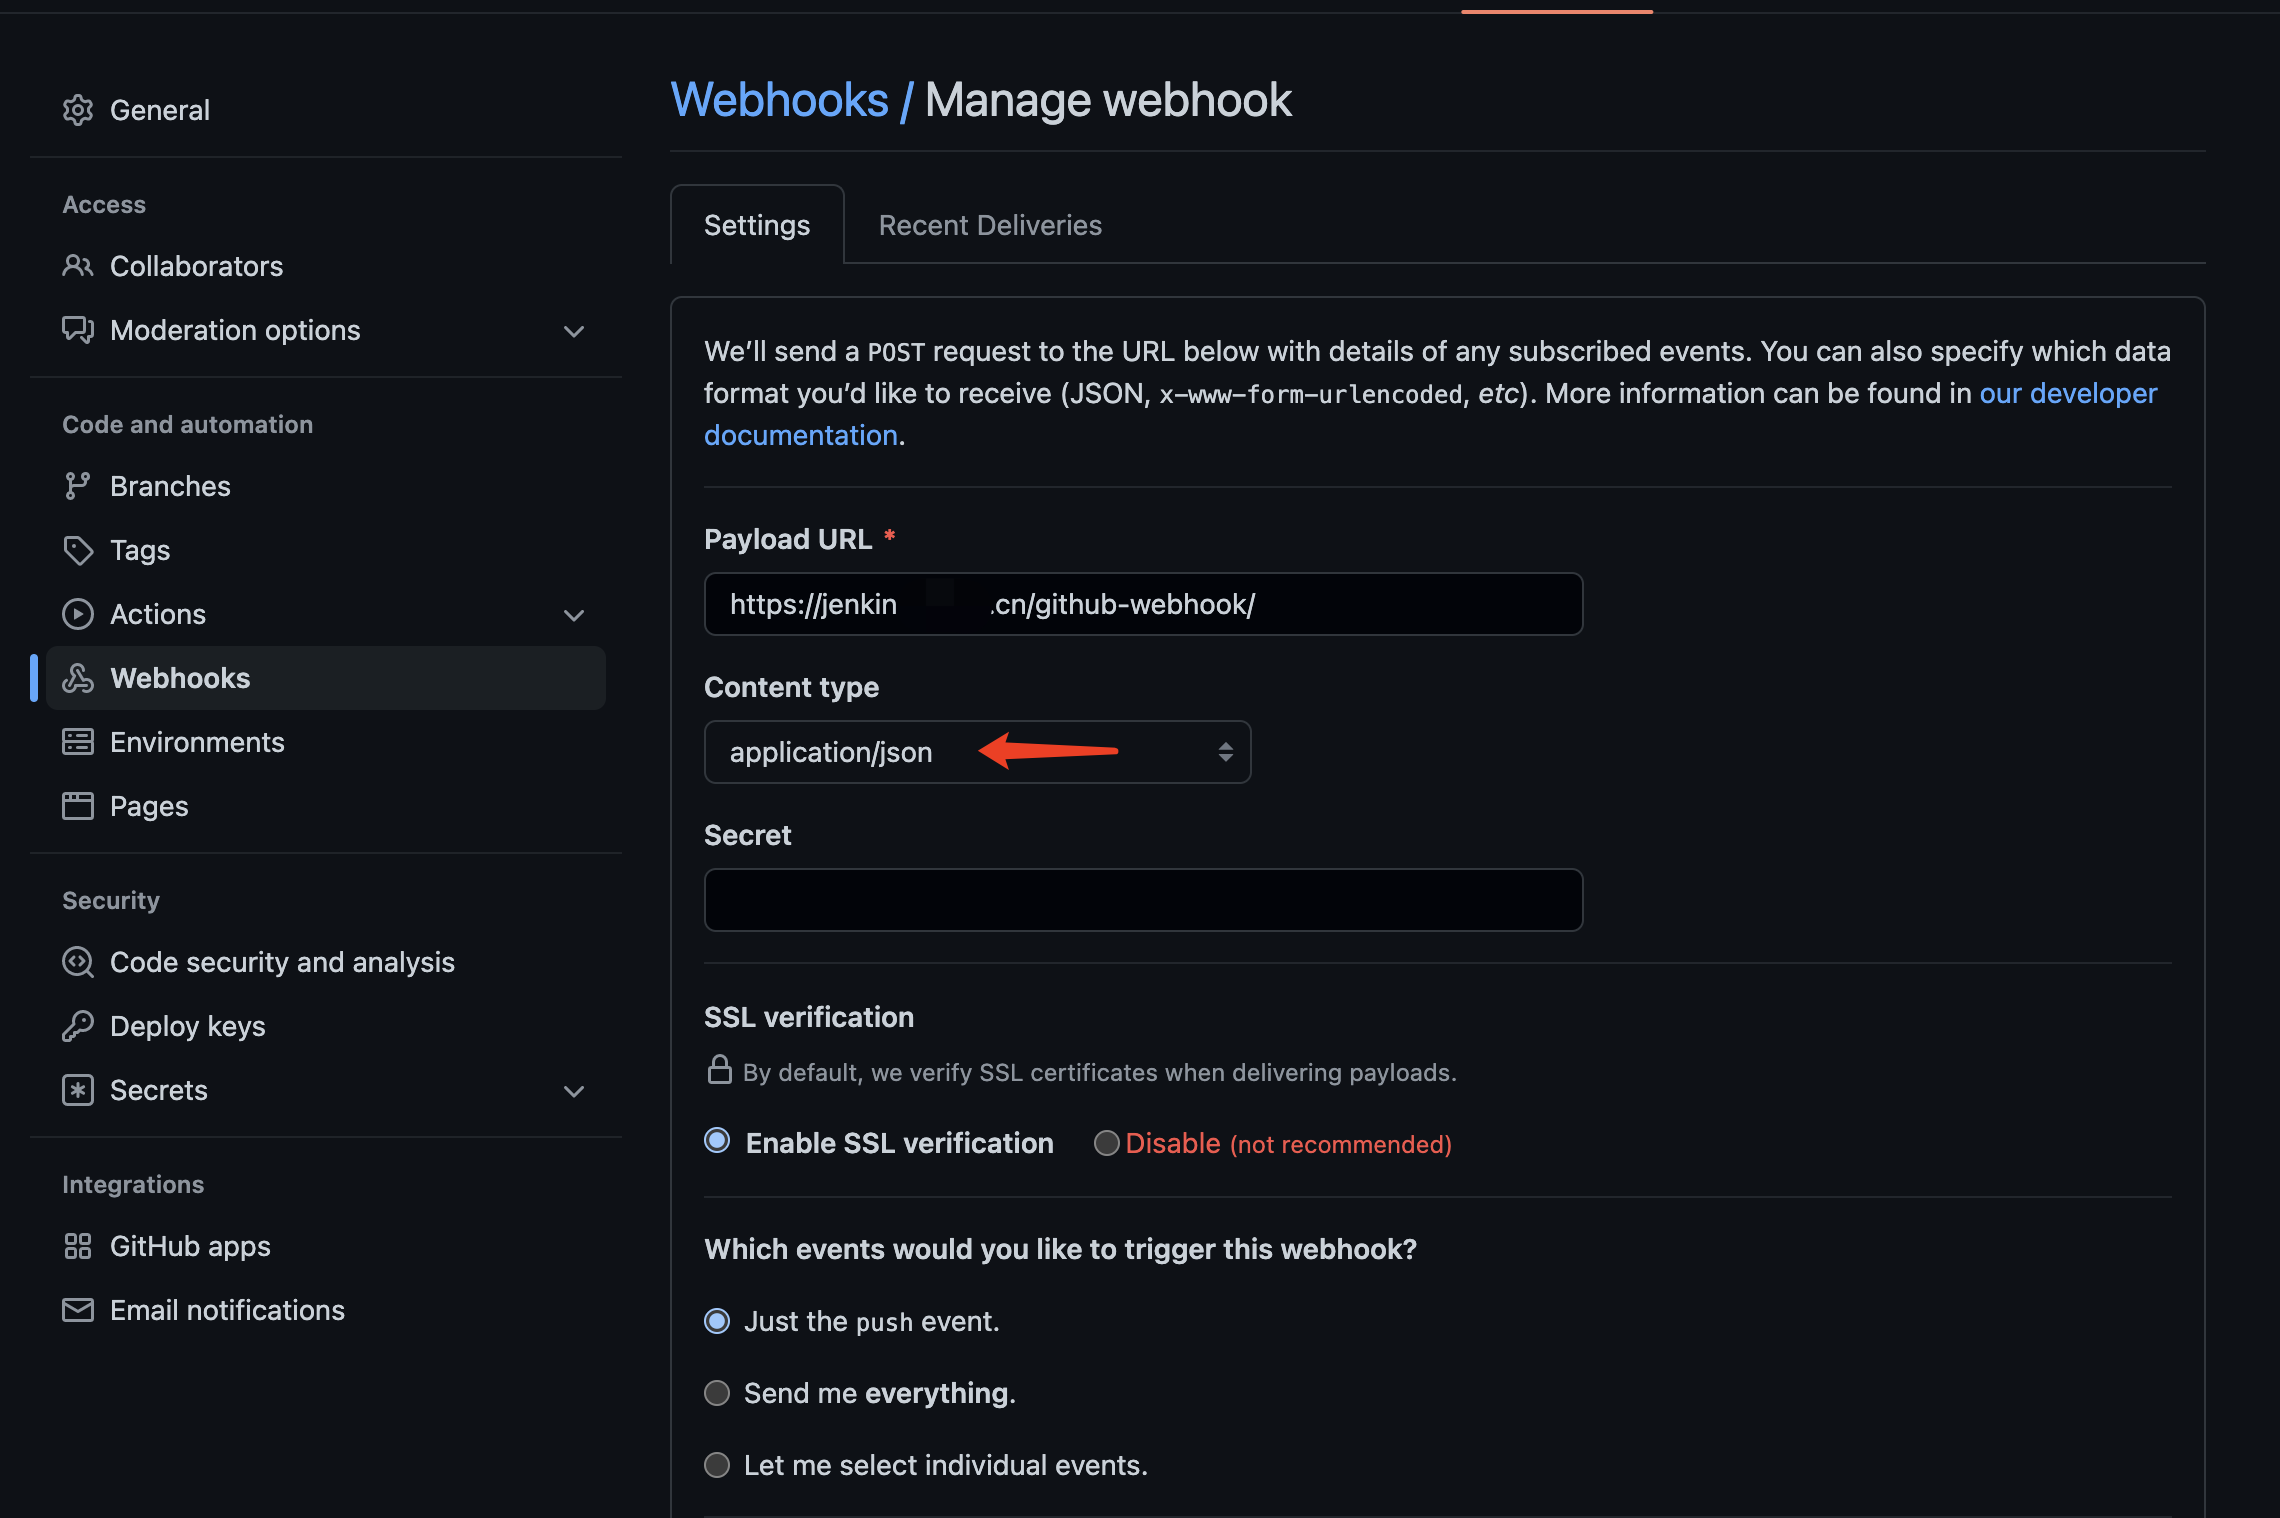 General
Access
Collaborators
Moderation options
Code and automation
Branches
Tags
Actions
Webhooks
Environments
Pages
Security
Code security and analysis
Deploy keys
Secrets
Integrations
GitHub apps
Email notifications
Webhooks / Manage webhook
Settings Recent Deliveries
We’ll send a POST request to the URL below with details of any subscribed events. You can also specify which data
format you’d like to receive (JSON, x-www-form-urlencoded, etc). More information can be found in our developer
documentation.
Payload URL *
https://jenkin .cn/github-webhook/
Content type
application/json
Secret
SSL verification
By default, we verify SSL certificates when delivering payloads.
Enable SSL verification Disable (not recommended)
Which events would you like to trigger this webhook?
Just the push event.
Send me everything.
Let me select individual events.